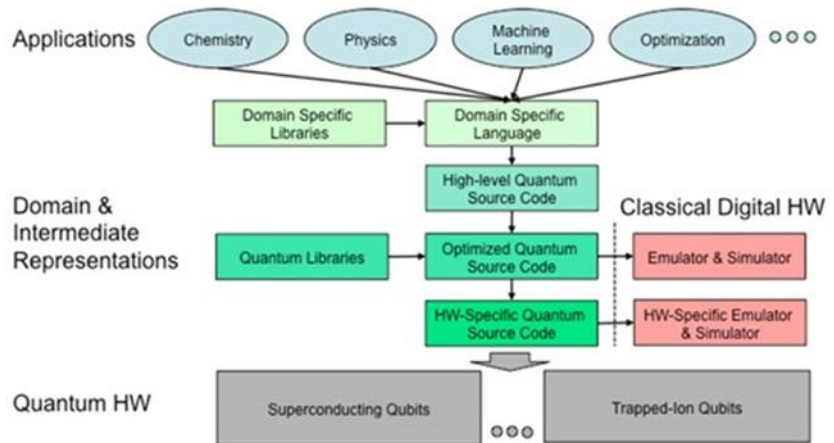 Applications
Chemistry
Physics
Machine
Learning
Optimization
Domain Specific
Libraries
Domain Specific
Language
High-level Quantum
Source Code
Domain &
Intermediate
Representations
Classical Digital HW
Quantum Libraries
Optimized Quantum
Source Code
Emulator & Simulator
HW-Specific Quantum
Source Code
HW-Specific Emulator
& Simulator
Quantum HW
Superconducting Qubits
Trapped-Ion Qubits